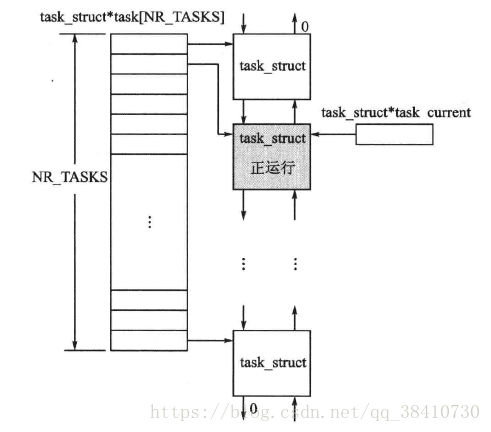 task_struct*task[NR_TASKS]
0
task_struct
task_struct*task_current
task_struct
正运行
NR_TASKS
⋮
⋮ ⋮
task_struct
0
https://blog.csdn.net/qq_38410730